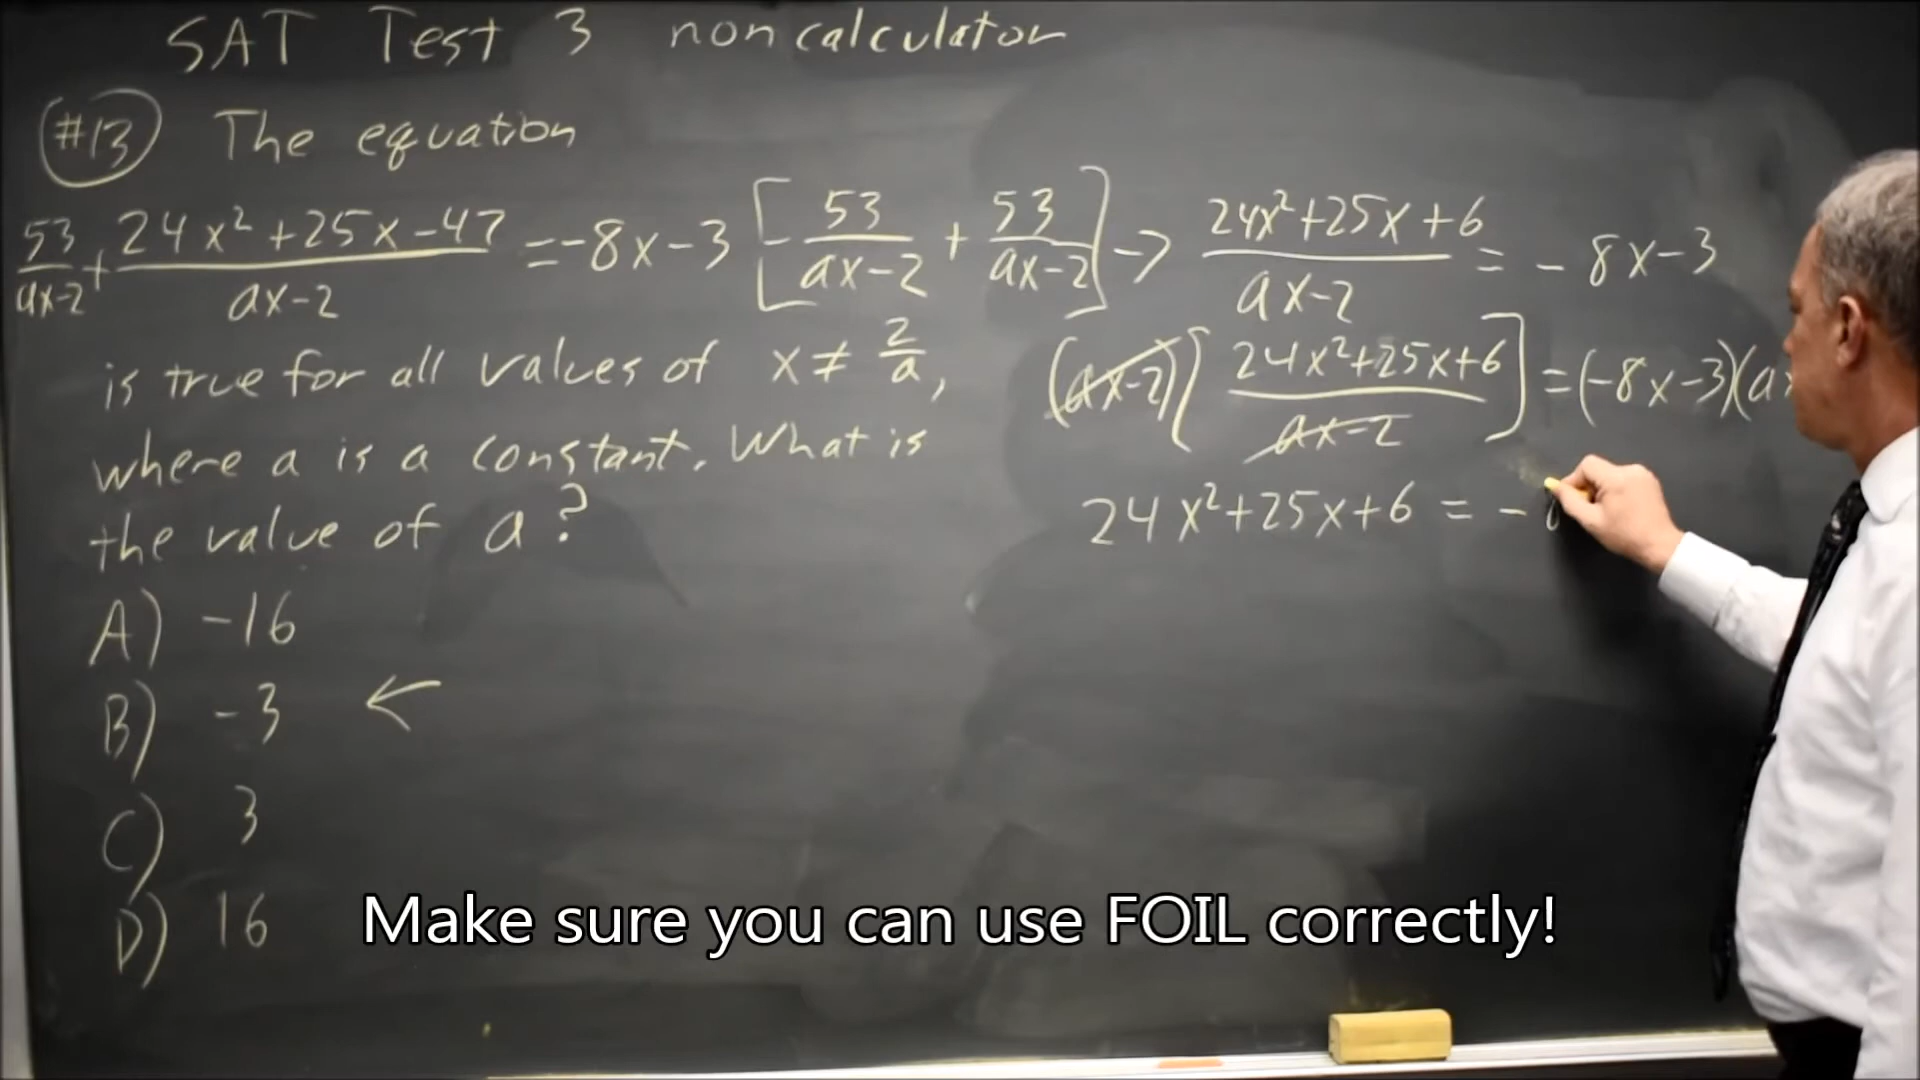 SAT Test 3 noncalculator
#13 The equation
53/(ax-2) + (24x²+25x-47)/(ax-2) = -8x-3 [-53/(ax-2) + 53/(ax-2)] → (24x²+25x+6)/(ax-2) = -8x-3
is true for all values of x≠2/a,
where a is a constant. What is
the value of a?
(ax-2)[(24x²+25x+6)/(ax-2)] = (-8x-3)(ax
24x²+25x+6 = -
A) -16
B) -3 ←
C) 3
D) 16
Make sure you can use FOIL correctly!